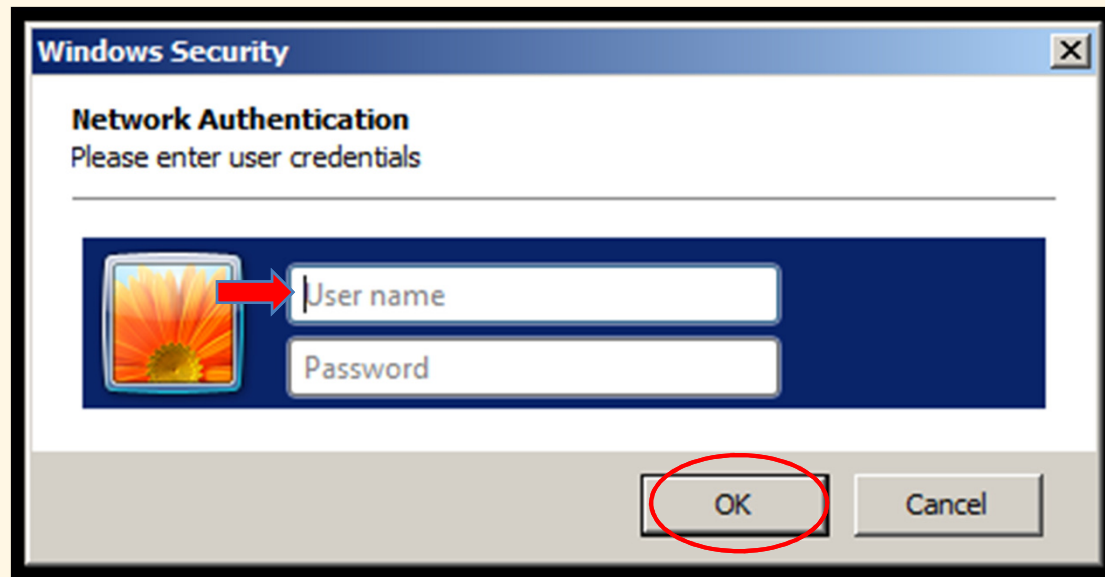 Windows Security
Network Authentication
Please enter user credentials
User name
Password
OK
Cancel